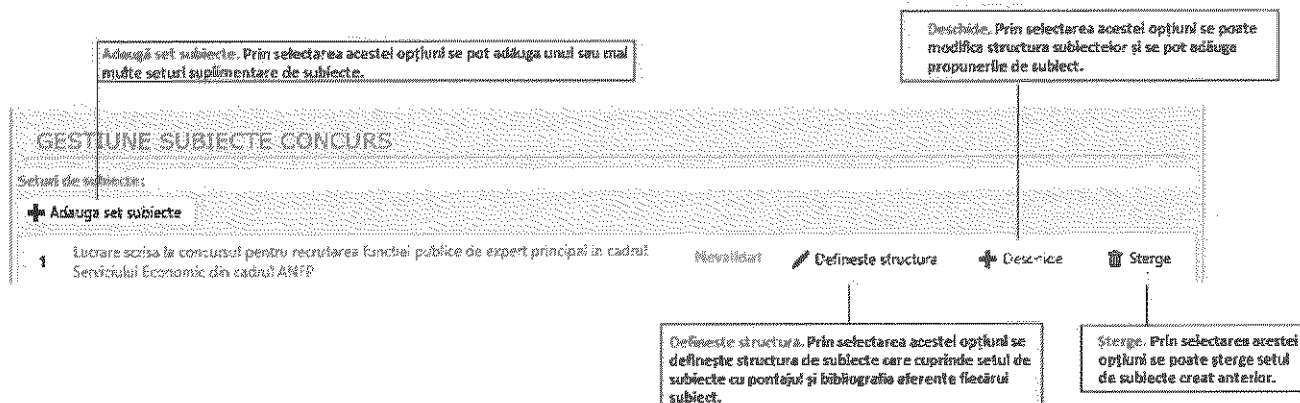 Adaugă set subiecte. Prin selectarea acestei opțiuni se pot adăuga unul sau mai
multe seturi suplimentare de subiecte.
Deschide. Prin selectarea acestei opțiuni se poate
modifica structura subiectelor și se pot adăuga
propunerile de subiect.
GESTIUNE SUBIECTE CONCURS
Seturi de subiecte:
Adauga set subiecte
1 Lucrare scrisa la concursul pentru recrutarea functiei publice de expert principal in cadrul
Serviciului Economic din cadrul ANFP
Nevalidat Defineste structura Deschide Sterge
Defineste structura. Prin selectarea acestei opțiuni se
definește structura de subiecte care cuprinde setul de
subiecte cu pontajul și bibliografia aferente fiecărui
subiect.
Șterge. Prin selectarea acestei
opțiuni se poate șterge setul
de subiecte creat anterior.